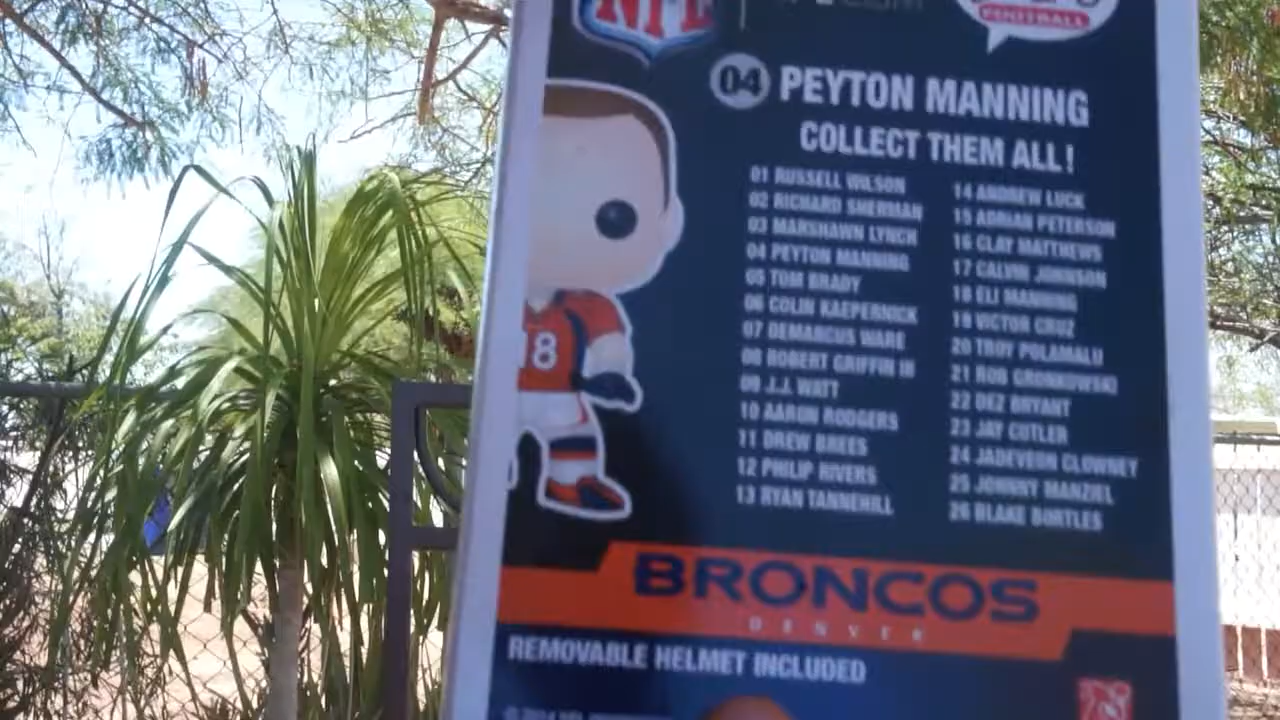 NFL
FOOTBALL
04 PEYTON MANNING
COLLECT THEM ALL!
01 RUSSELL WILSON
02 RICHARD SHERMAN
03 MARSHAWN LYNCH
04 PEYTON MANNING
05 TOM BRADY
06 COLIN KAEPERNICK
07 DEMARCUS WARE
08 ROBERT GRIFFIN III
09 J.J. WATT
10 AARON RODGERS
11 DREW BREES
12 PHILIP RIVERS
13 RYAN TANNEHILL
14 ANDREW LUCK
15 ADRIAN PETERSON
16 CLAY MATTHEWS
17 CALVIN JOHNSON
18 ELI MANNING
19 VICTOR CRUZ
20 TROY POLAMALU
21 ROB GRONKOWSKI
22 DEZ BRYANT
23 JAY CUTLER
24 JADEVEON CLOWNEY
25 JOHNNY MANZIEL
26 BLAKE BORTLES
18
BRONCOS
DENVER
REMOVABLE HELMET INCLUDED